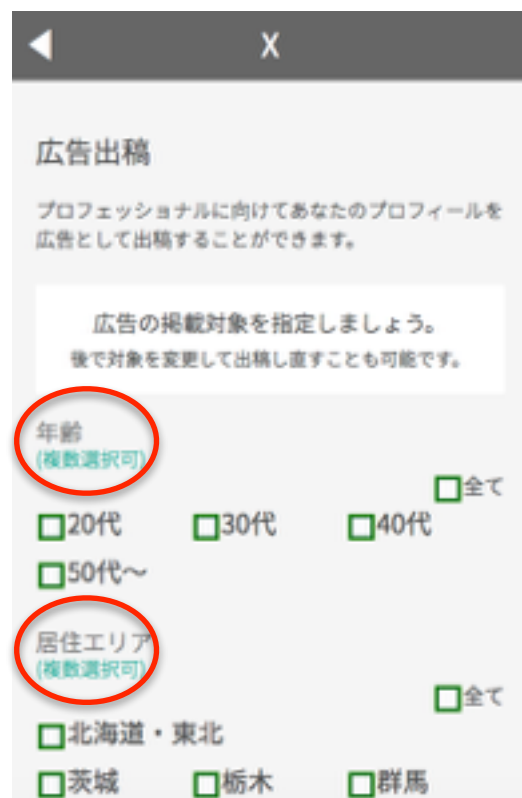 X
広告出稿
プロフェッショナルに向けてあなたのプロフィールを
広告として出稿することができます。
広告の掲載対象を指定しましょう。
後で対象を変更して出稿し直すことも可能です。
年齢
(複数選択可)
全て
20代 30代 40代
50代～
居住エリア
(複数選択可)
全て
北海道・東北
茨城 栃木 群馬